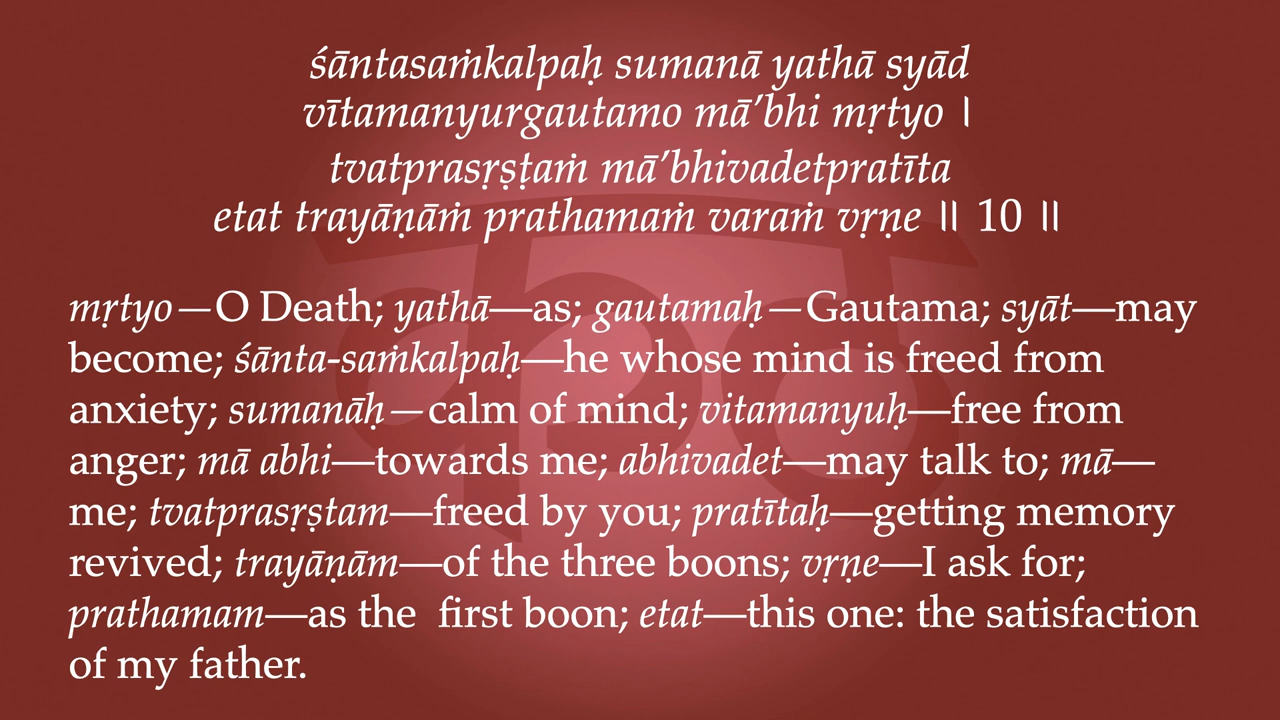 śāntasaṁkalpaḥ sumanā yathā syād
vītamanyurgautamo mā’bhi mṛtyo ।
tvatprasṛṣṭaṁ mā’bhivadetpratīta
etat trayāṇāṁ prathamaṁ varaṁ vṛṇe ॥ 10 ॥
mṛtyo—O Death; yathā—as; gautamaḥ—Gautama; syāt—may
become; śānta-saṁkalpaḥ—he whose mind is freed from
anxiety; sumanāḥ—calm of mind; vitamanyuḥ—free from
anger; mā abhi—towards me; abhivadet—may talk to; mā—
me; tvatprasṛṣtam—freed by you; pratītaḥ—getting memory
revived; trayāṇām—of the three boons; vṛṇe—I ask for;
prathamam—as the  first boon; etat—this one: the satisfaction
of my father.
कठ